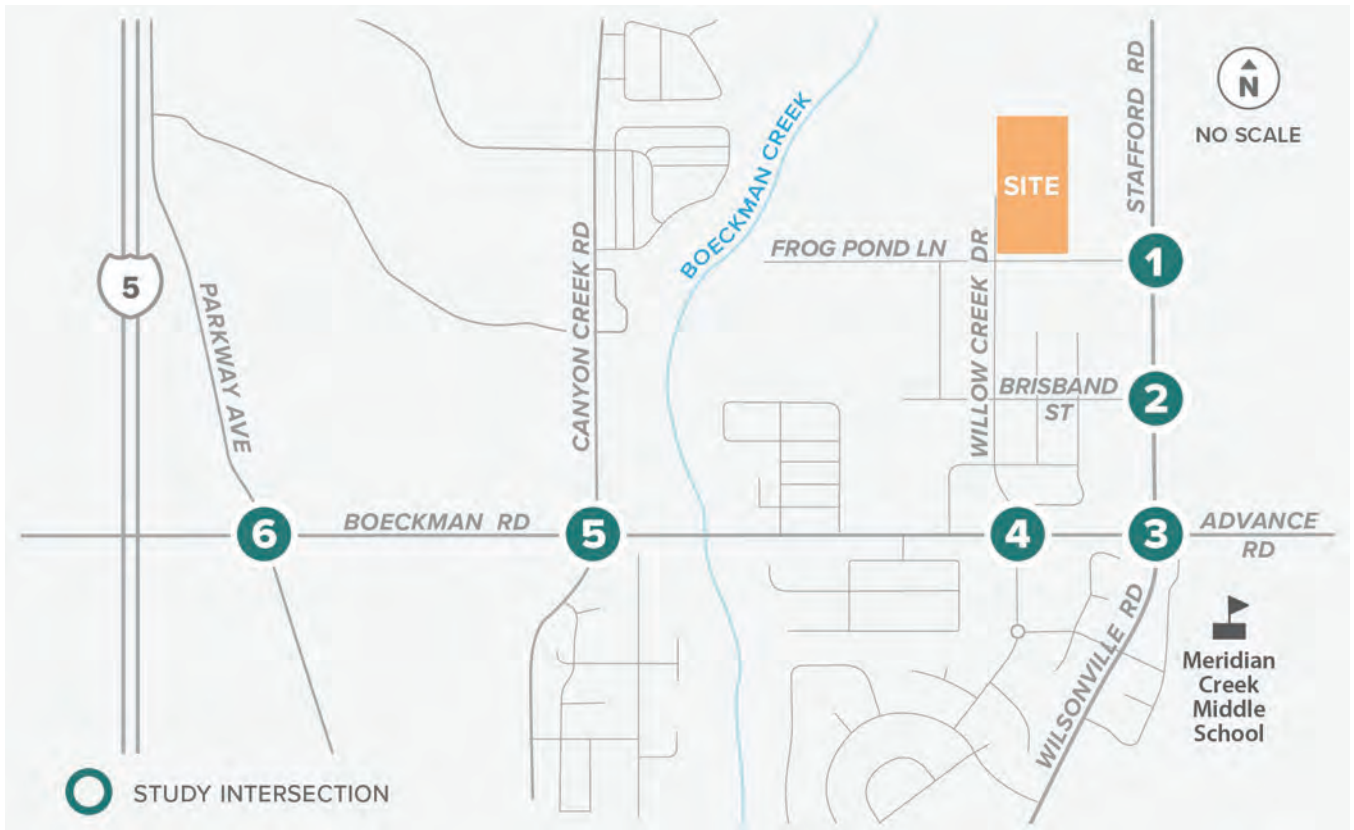 STAFFORD RD
N
NO SCALE
BOECKMAN CREEK
SITE
FROG POND LN
1
5
PARKWAY AVE
CANYON CREEK RD
WILLOW CREEK DR
BRISBAND
ST
2
6
BOECKMAN RD
5
4
3
ADVANCE
RD
WILSONVILLE RD
Meridian
Creek
Middle
School
STUDY INTERSECTION